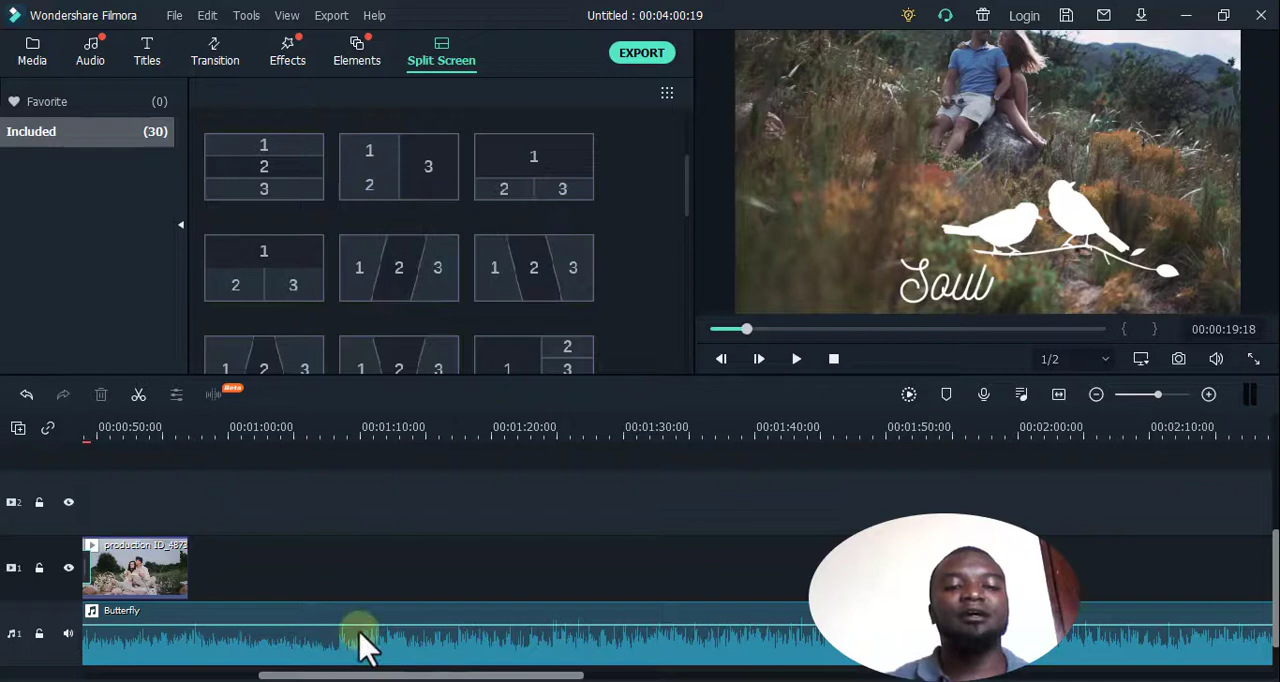 Wondershare Filmora File Edit Tools View Export Help Untitled : 00:04:00:19 Login
Media Audio Titles Transition Effects Elements Split Screen EXPORT
Favorite (0)
Included (30)
1 1 1
2 3
3 2 2 3
1 1 2 3 1 2 3
2 3
1 2 3 1 2 3 1 2
3
Soul
00:00:19:18
1/2
Beta
00:00:50:00 00:01:00:00 00:01:10:00 00:01:20:00 00:01:30:00 00:01:40:00 00:01:50:00 00:02:00:00 00:02:10:00
2
1 production ID_4873
Butterfly
1